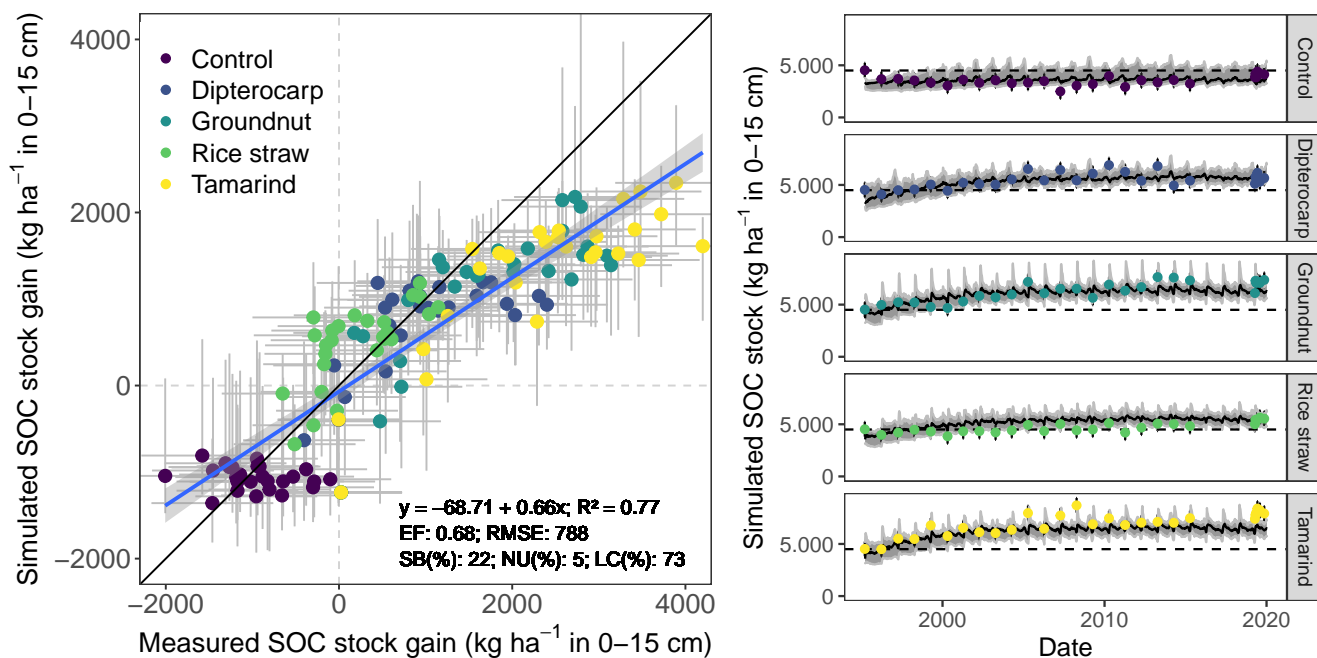 Simulated SOC stock gain (kg ha⁻¹ in 0−15 cm)
4000
2000
0
−2000
Control
Dipterocarp
Groundnut
Rice straw
Tamarind
y = −68.71 + 0.66x; R² = 0.77
EF: 0.68; RMSE: 788
SB(%): 22; NU(%): 5; LC(%): 73
−2000
0
2000
4000
Measured SOC stock gain (kg ha⁻¹ in 0−15 cm)
Simulated SOC stock (kg ha⁻¹ in 0−15 cm)
5.000
0
Control
5.000
0
Dipterocarp
5.000
0
Groundnut
5.000
0
Rice straw
5.000
0
Tamarind
2000
2010
2020
Date